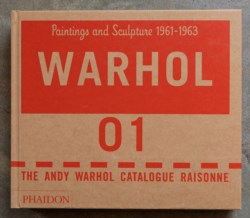 Paintings and Sculpture 1961-1963
WARHOL
01
THE ANDY WARHOL CATALOGUE RAISONNE
PHAIDON